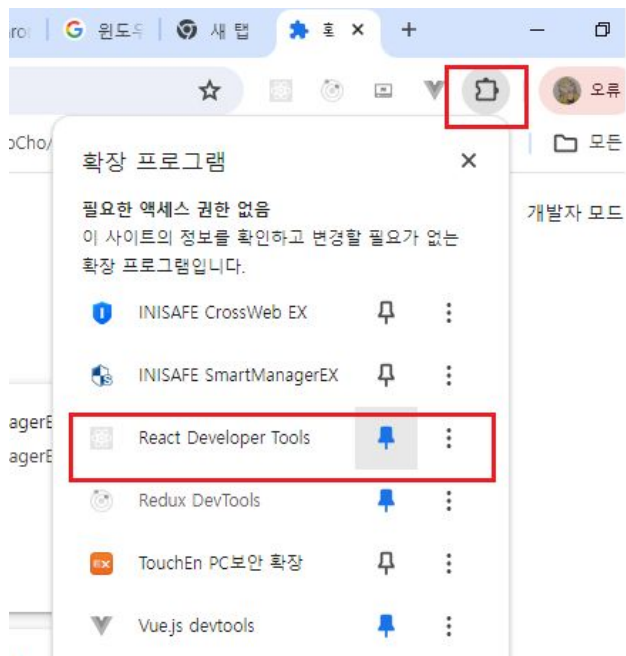 윈도우
새 탭
오류
모든
확장 프로그램
필요한 액세스 권한 없음
이 사이트의 정보를 확인하고 변경할 필요가 없는
확장 프로그램입니다.
개발자 모드
INISAFE CrossWeb EX
INISAFE SmartManagerEX
React Developer Tools
Redux DevTools
EX
TouchEn PC보안 확장
Vue.js devtools